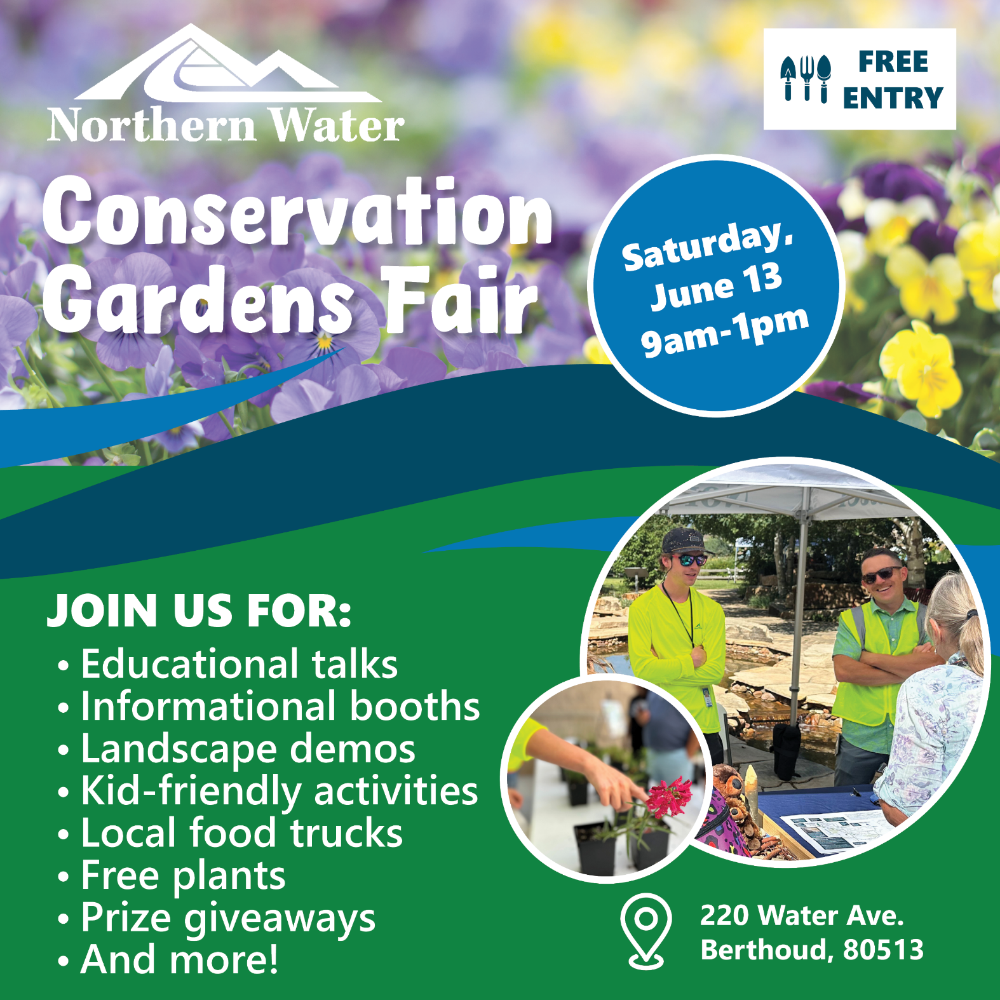 Northern Water
FREE
ENTRY
Conservation
Gardens Fair
Saturday,
June 13
9am-1pm
JOIN US FOR:
• Educational talks
• Informational booths
• Landscape demos
• Kid-friendly activities
• Local food trucks
• Free plants
• Prize giveaways
• And more!
220 Water Ave.
Berthoud, 80513